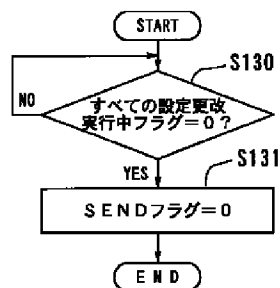 START
S130
すべての設定更改
実行中フラグ=0?
NO
YES
S131
SENDフラグ=0
END